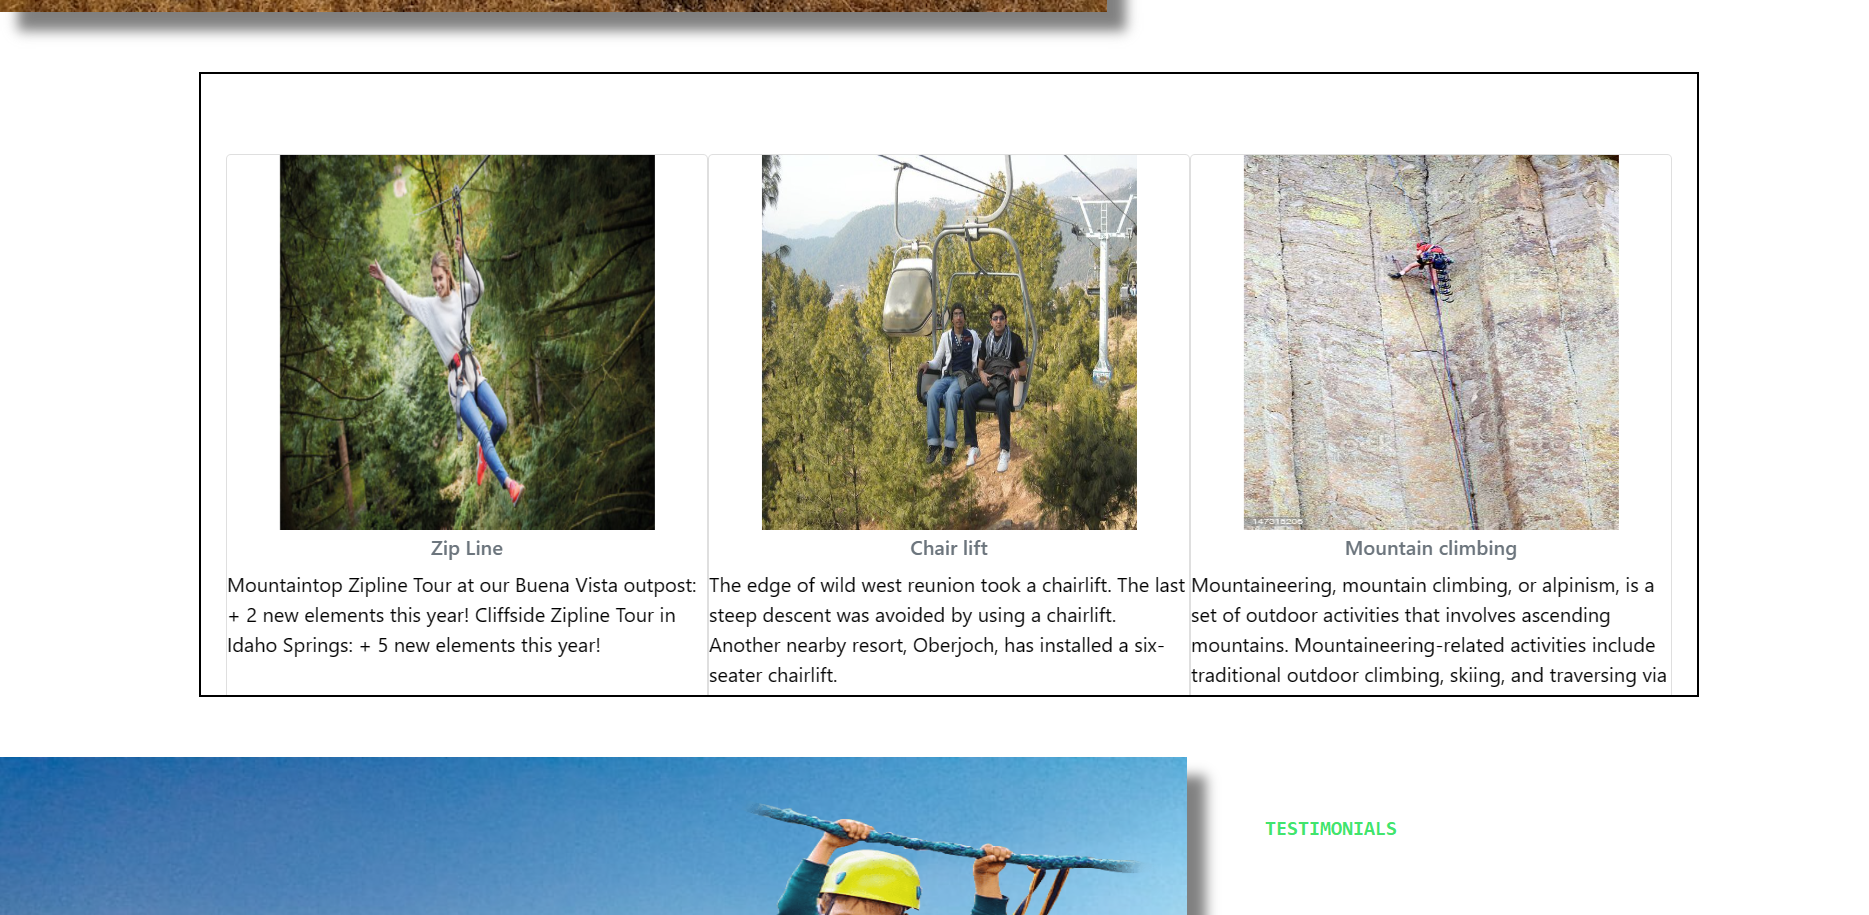 147315206
Zip Line
Mountaintop Zipline Tour at our Buena Vista outpost:
+ 2 new elements this year! Cliffside Zipline Tour in
Idaho Springs: + 5 new elements this year!
Chair lift
The edge of wild west reunion took a chairlift. The last
steep descent was avoided by using a chairlift.
Another nearby resort, Oberjoch, has installed a six-
seater chairlift.
Mountain climbing
Mountaineering, mountain climbing, or alpinism, is a
set of outdoor activities that involves ascending
mountains. Mountaineering-related activities include
traditional outdoor climbing, skiing, and traversing via
TESTIMONIALS